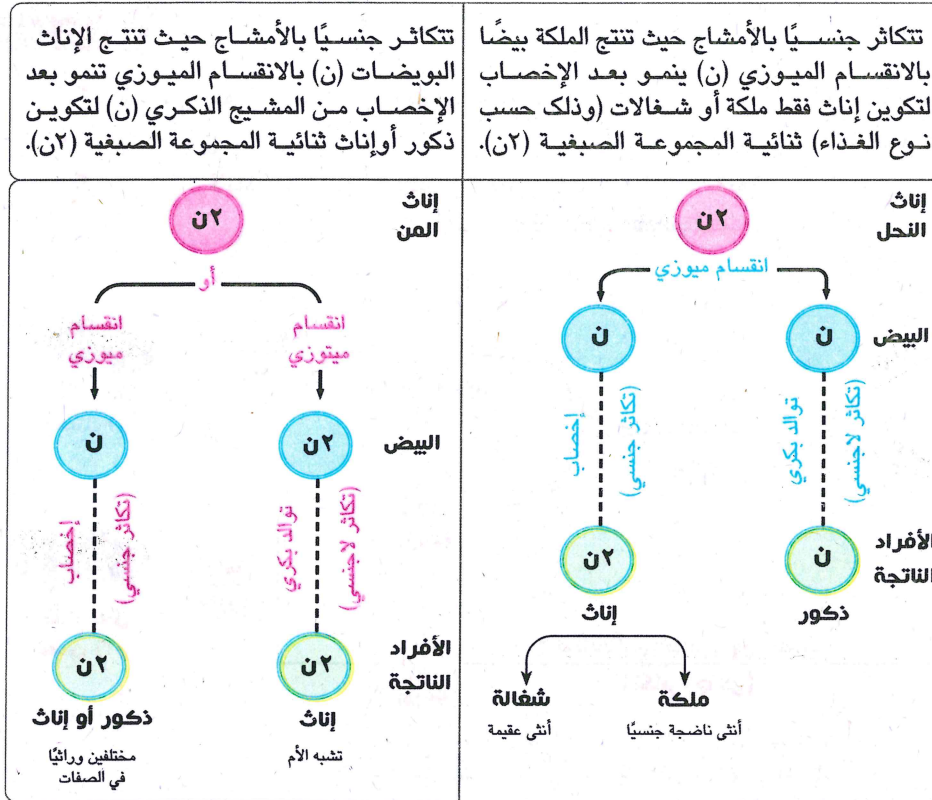 تتكاثر جنسيًا بالأمشاج حيث تنتج الملكة بيضًا
بالانقسام الميوزي (ن) ينمو بعد الإخصاب
لتكوين إناث فقط ملكة أو شغالات (وذلك حسب
نوع الغذاء) ثنائية المجموعة الصبغية (٢ن).
تتكاثر جنسيًا بالأمشاج حيث تنتج الإناث
البويضات (ن) بالانقسام الميوزي تنمو بعد
الإخصاب من المشيج الذكري (ن) لتكوين
ذكور أوإناث ثنائية المجموعة الصبغية (٢ن).
إناث
النحل
٢ن
انقسام ميوزي
البيض
ن
ن
توالد بكري
(تكاثر لاجنسي)
إخصاب
(تكاثر جنسي)
الأفراد
الناتجة
ن
٢ن
ذكور
إناث
ملكة
شغالة
أنثى ناضجة جنسيًا
أنثى عقيمة
إناث
المن
٢ن
أو
انقسام
ميتوزي
انقسام
ميوزي
البيض
٢ن
ن
توالد بكري
(تكاثر لاجنسي)
إخصاب
(تكاثر جنسي)
الأفراد
الناتجة
٢ن
٢ن
إناث
ذكور أو إناث
تشبه الأم
مختلفين وراثيًا
في الصفات